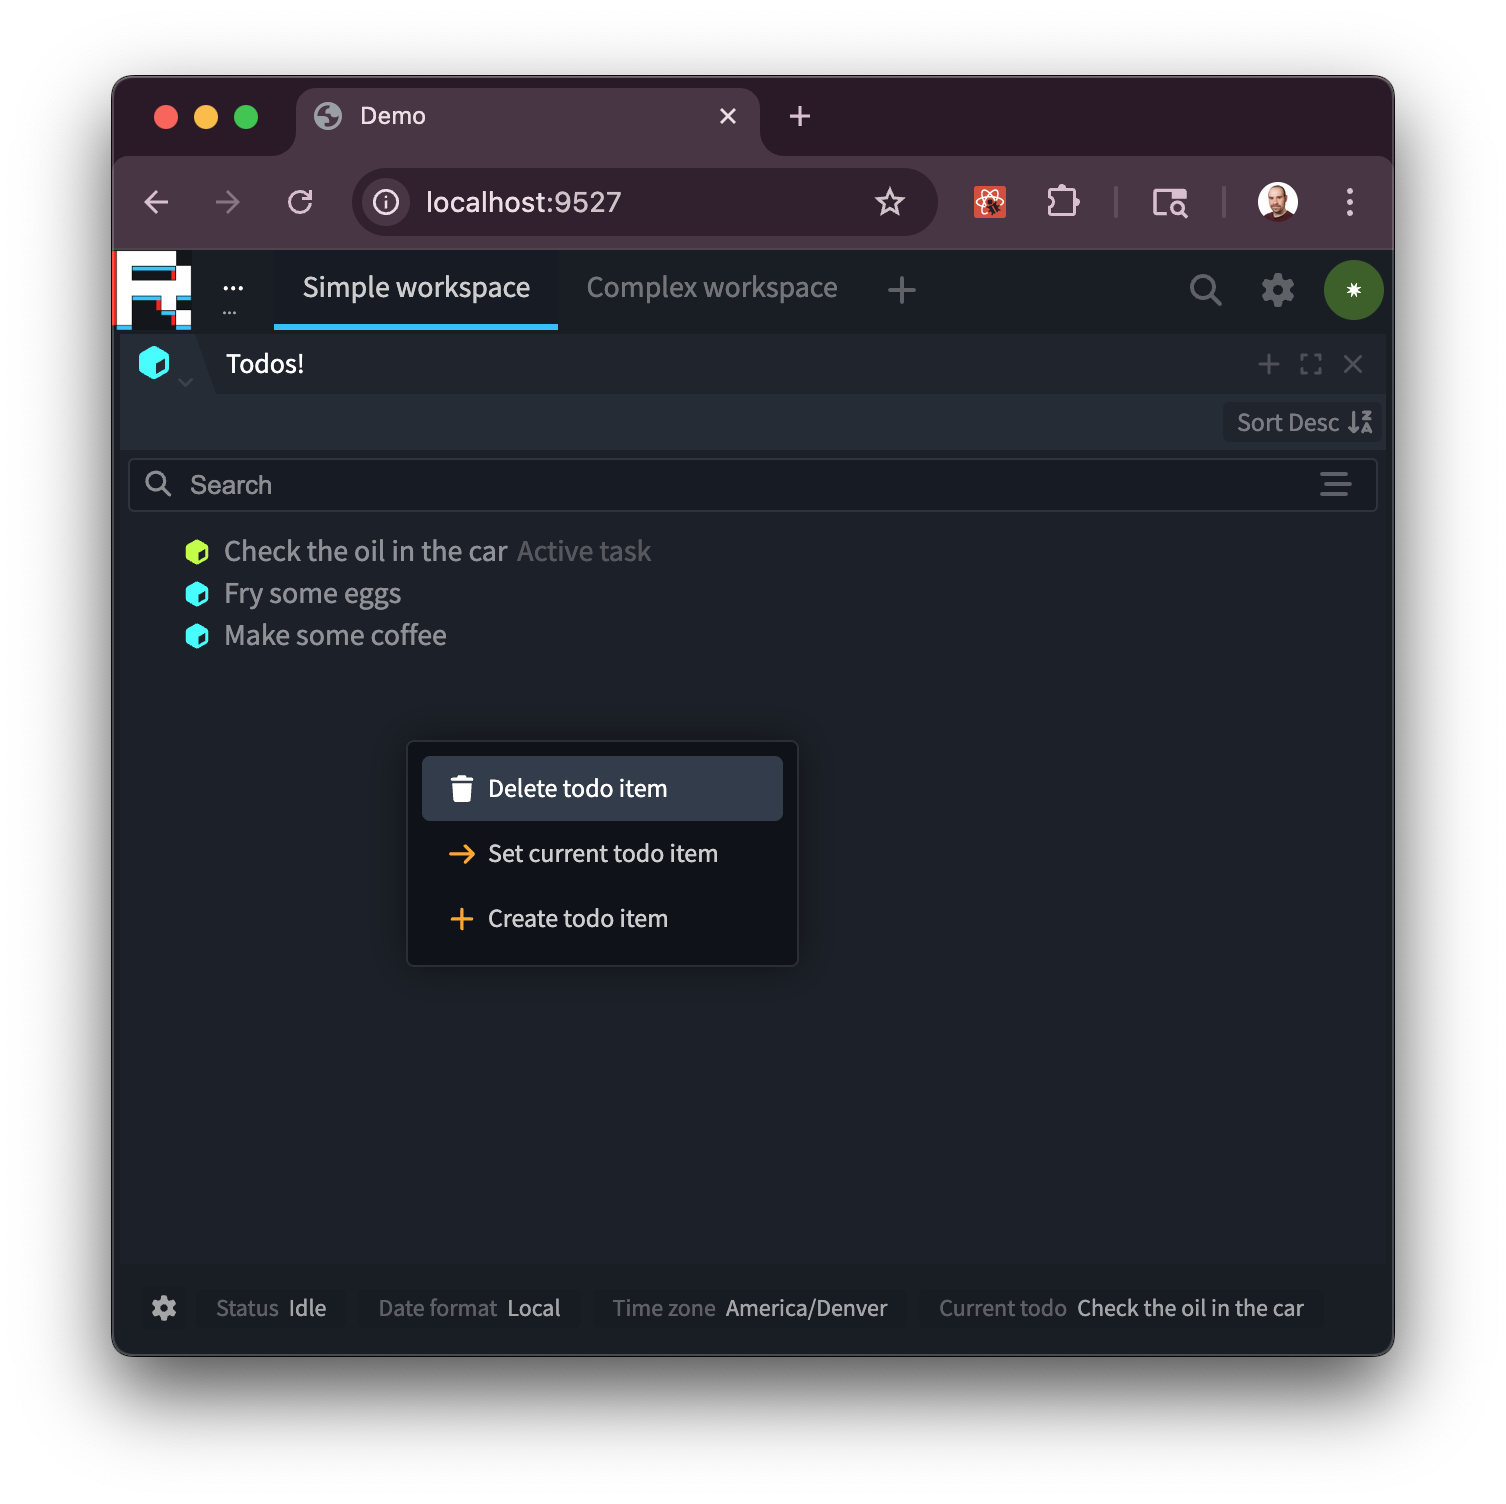 Demo
localhost:9527
Simple workspace
Complex workspace
Todos!
Sort Desc
Search
Check the oil in the car Active task
Fry some eggs
Make some coffee
Delete todo item
Set current todo item
Create todo item
Status Idle
Date format Local
Time zone America/Denver
Current todo Check the oil in the car